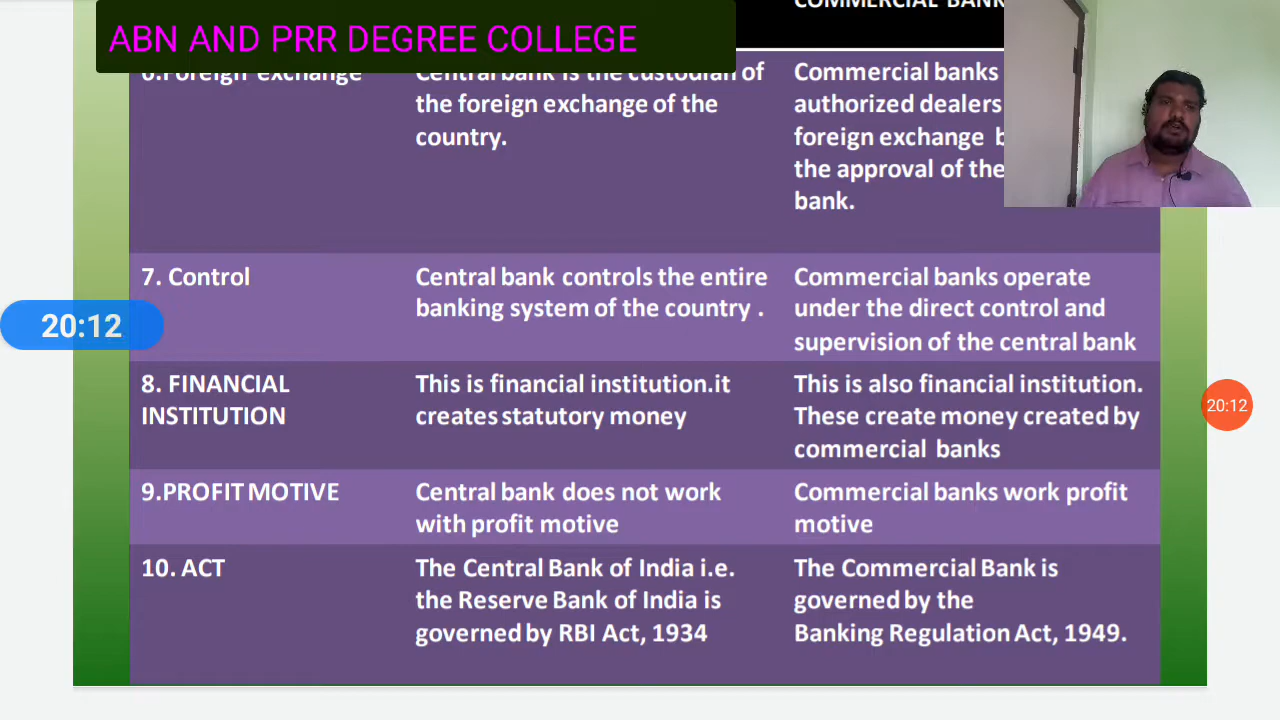 COMMERCIAL BANK
ABN AND PRR DEGREE COLLEGE
6.Foreign exchange
Central bank is the custodian of
the foreign exchange of the
country.
Commercial banks
authorized dealers
foreign exchange
the approval of the
bank.
7. Control
Central bank controls the entire
banking system of the country .
Commercial banks operate
under the direct control and
supervision of the central bank
20:12
20:12
8. FINANCIAL
INSTITUTION
This is financial institution.it
creates statutory money
This is also financial institution.
These create money created by
commercial banks
9.PROFIT MOTIVE
Central bank does not work
with profit motive
Commercial banks work profit
motive
10. ACT
The Central Bank of India i.e.
the Reserve Bank of India is
governed by RBI Act, 1934
The Commercial Bank is
governed by the
Banking Regulation Act, 1949.